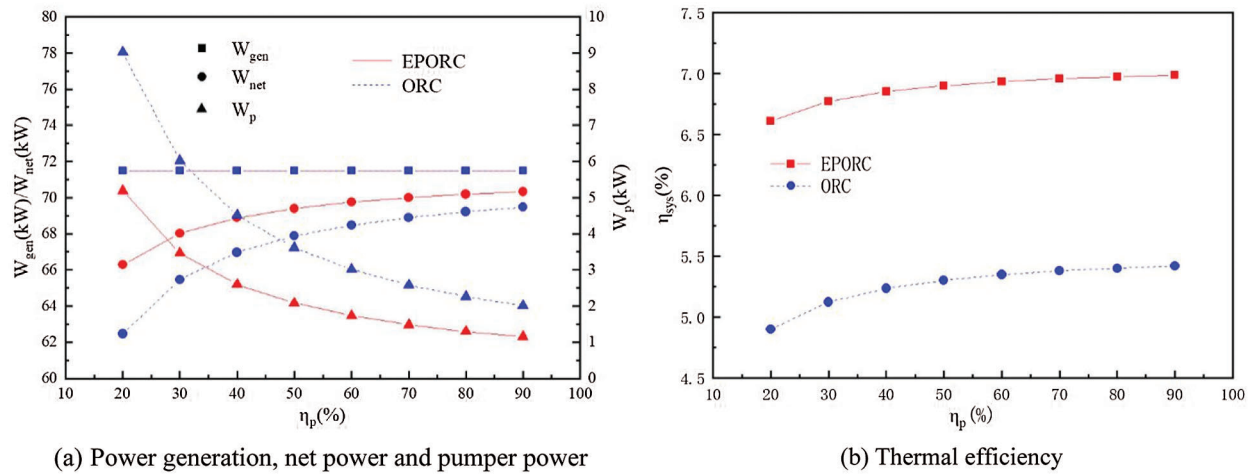 80
78
76
74
72
70
68
66
64
62
60
W_gen(kW)/W_net(kW)
W_gen
W_net
W_p
EPORC
ORC
10
9
8
7
6
5
4
3
2
1
0
W_p(kW)
10 20 30 40 50 60 70 80 90 100
η_p(%)
(a) Power generation, net power and pumper power
7.5
7.0
6.5
6.0
5.5
5.0
4.5
η_sys(%)
EPORC
ORC
10 20 30 40 50 60 70 80 90 100
η_p(%)
(b) Thermal efficiency